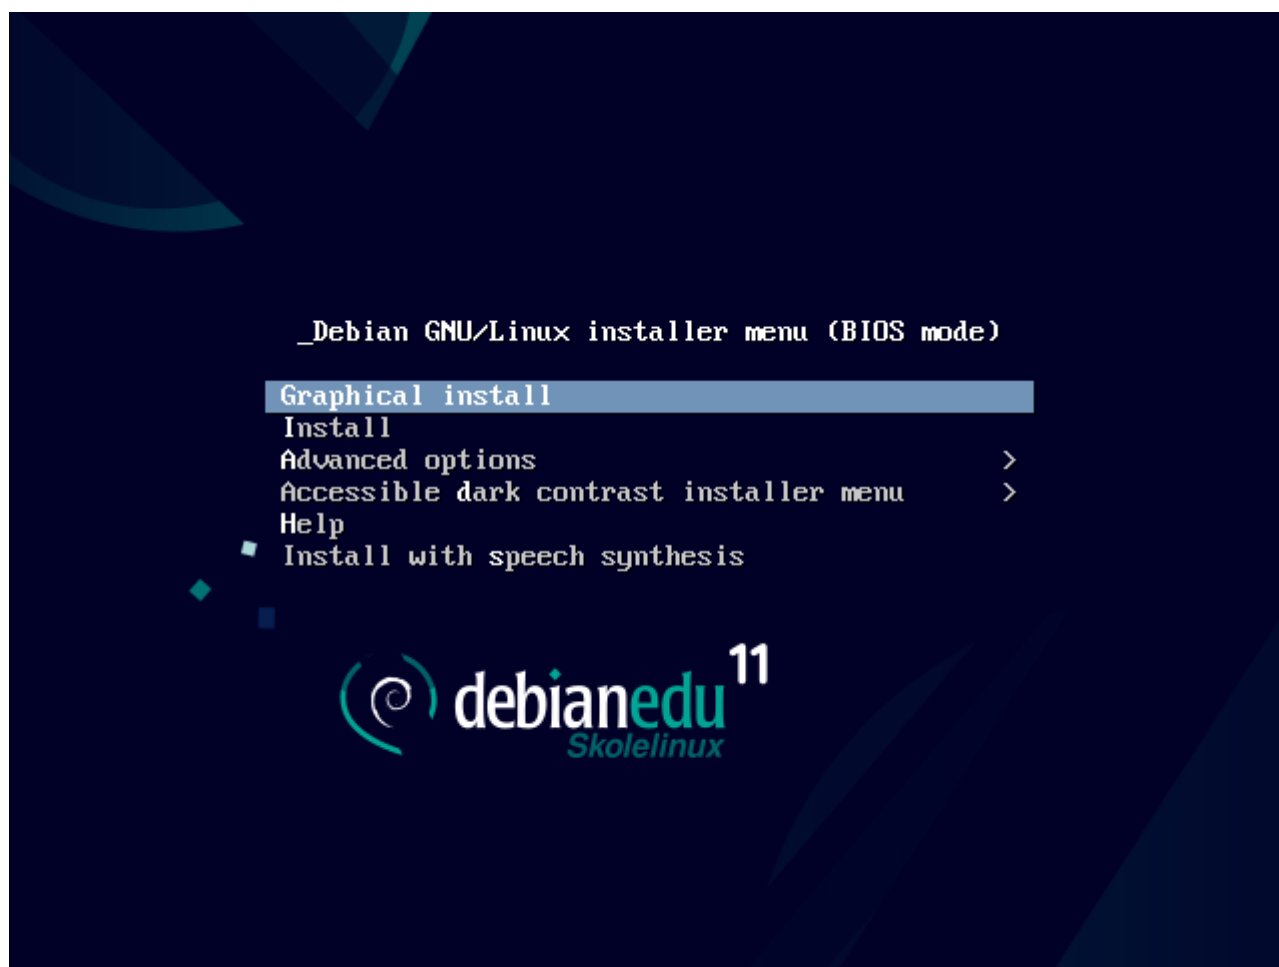 _Debian GNU/Linux installer menu (BIOS mode)
Graphical install
Install
Advanced options >
Accessible dark contrast installer menu >
Help
Install with speech synthesis
debianedu 11
Skolelinux